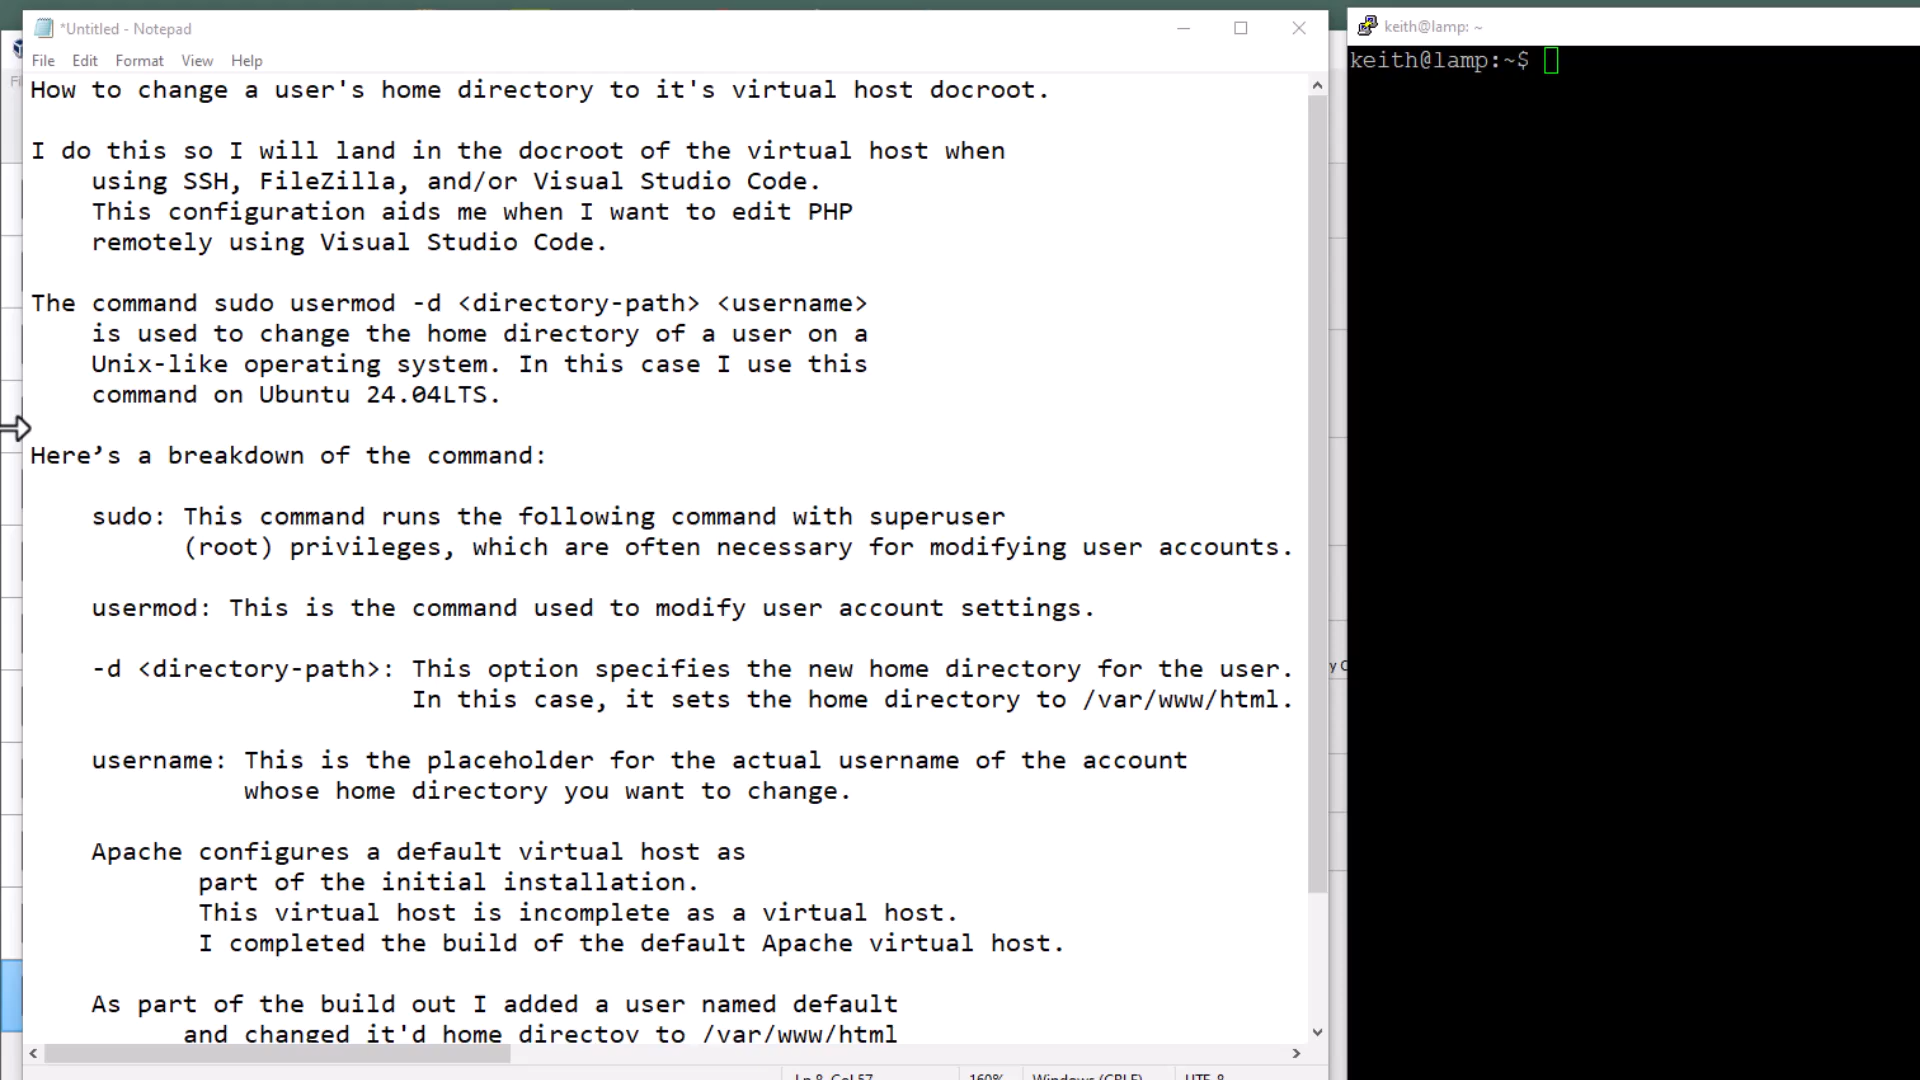 *Untitled - Notepad
File Edit Format View Help
How to change a user's home directory to it's virtual host docroot.
I do this so I will land in the docroot of the virtual host when
using SSH, FileZilla, and/or Visual Studio Code.
This configuration aids me when I want to edit PHP
remotely using Visual Studio Code.
The command sudo usermod -d <directory-path> <username>
is used to change the home directory of a user on a
Unix-like operating system. In this case I use this
command on Ubuntu 24.04LTS.
Here’s a breakdown of the command:
sudo: This command runs the following command with superuser
(root) privileges, which are often necessary for modifying user accounts.
usermod: This is the command used to modify user account settings.
-d <directory-path>: This option specifies the new home directory for the user.
In this case, it sets the home directory to /var/www/html.
username: This is the placeholder for the actual username of the account
whose home directory you want to change.
Apache configures a default virtual host as
part of the initial installation.
This virtual host is incomplete as a virtual host.
I completed the build of the default Apache virtual host.
As part of the build out I added a user named default
and changed it'd home directoy to /var/www/html
Ln 8, Col 57 160% Windows (CRLF) UTF-8
keith@lamp: ~
keith@lamp:~$